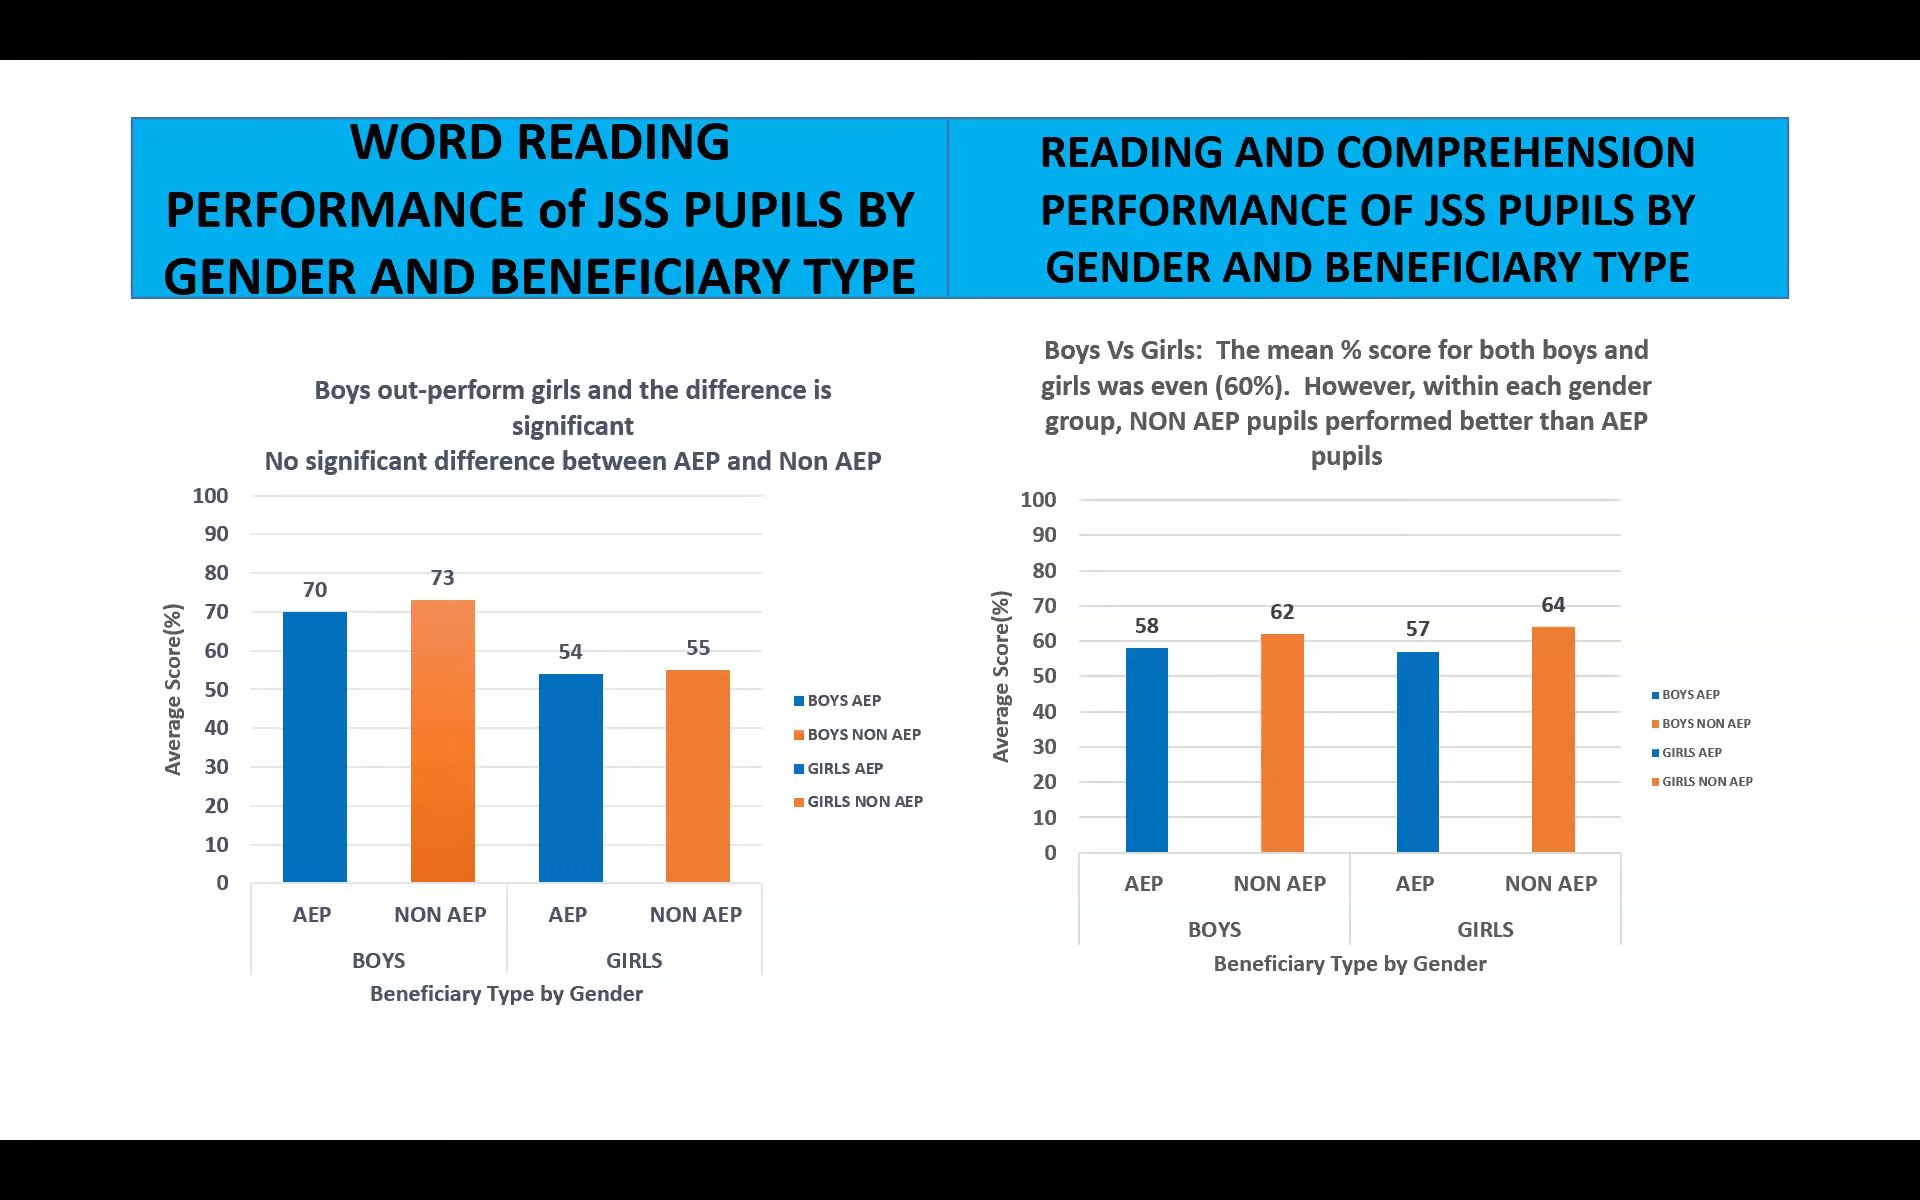 WORD READING
PERFORMANCE of JSS PUPILS BY
GENDER AND BENEFICIARY TYPE
READING AND COMPREHENSION
PERFORMANCE OF JSS PUPILS BY
GENDER AND BENEFICIARY TYPE
Boys out-perform girls and the difference is
significant
No significant difference between AEP and Non AEP
100
90
80
70
60
50
40
30
20
10
0
Average Score(%)
70
73
54
55
AEP
NON AEP
AEP
NON AEP
BOYS
GIRLS
Beneficiary Type by Gender
BOYS AEP
BOYS NON AEP
GIRLS AEP
GIRLS NON AEP
Boys Vs Girls:  The mean % score for both boys and
girls was even (60%).  However, within each gender
group, NON AEP pupils performed better than AEP
pupils
100
90
80
70
60
50
40
30
20
10
0
Average Score(%)
58
62
57
64
AEP
NON AEP
AEP
NON AEP
BOYS
GIRLS
Beneficiary Type by Gender
BOYS AEP
BOYS NON AEP
GIRLS AEP
GIRLS NON AEP